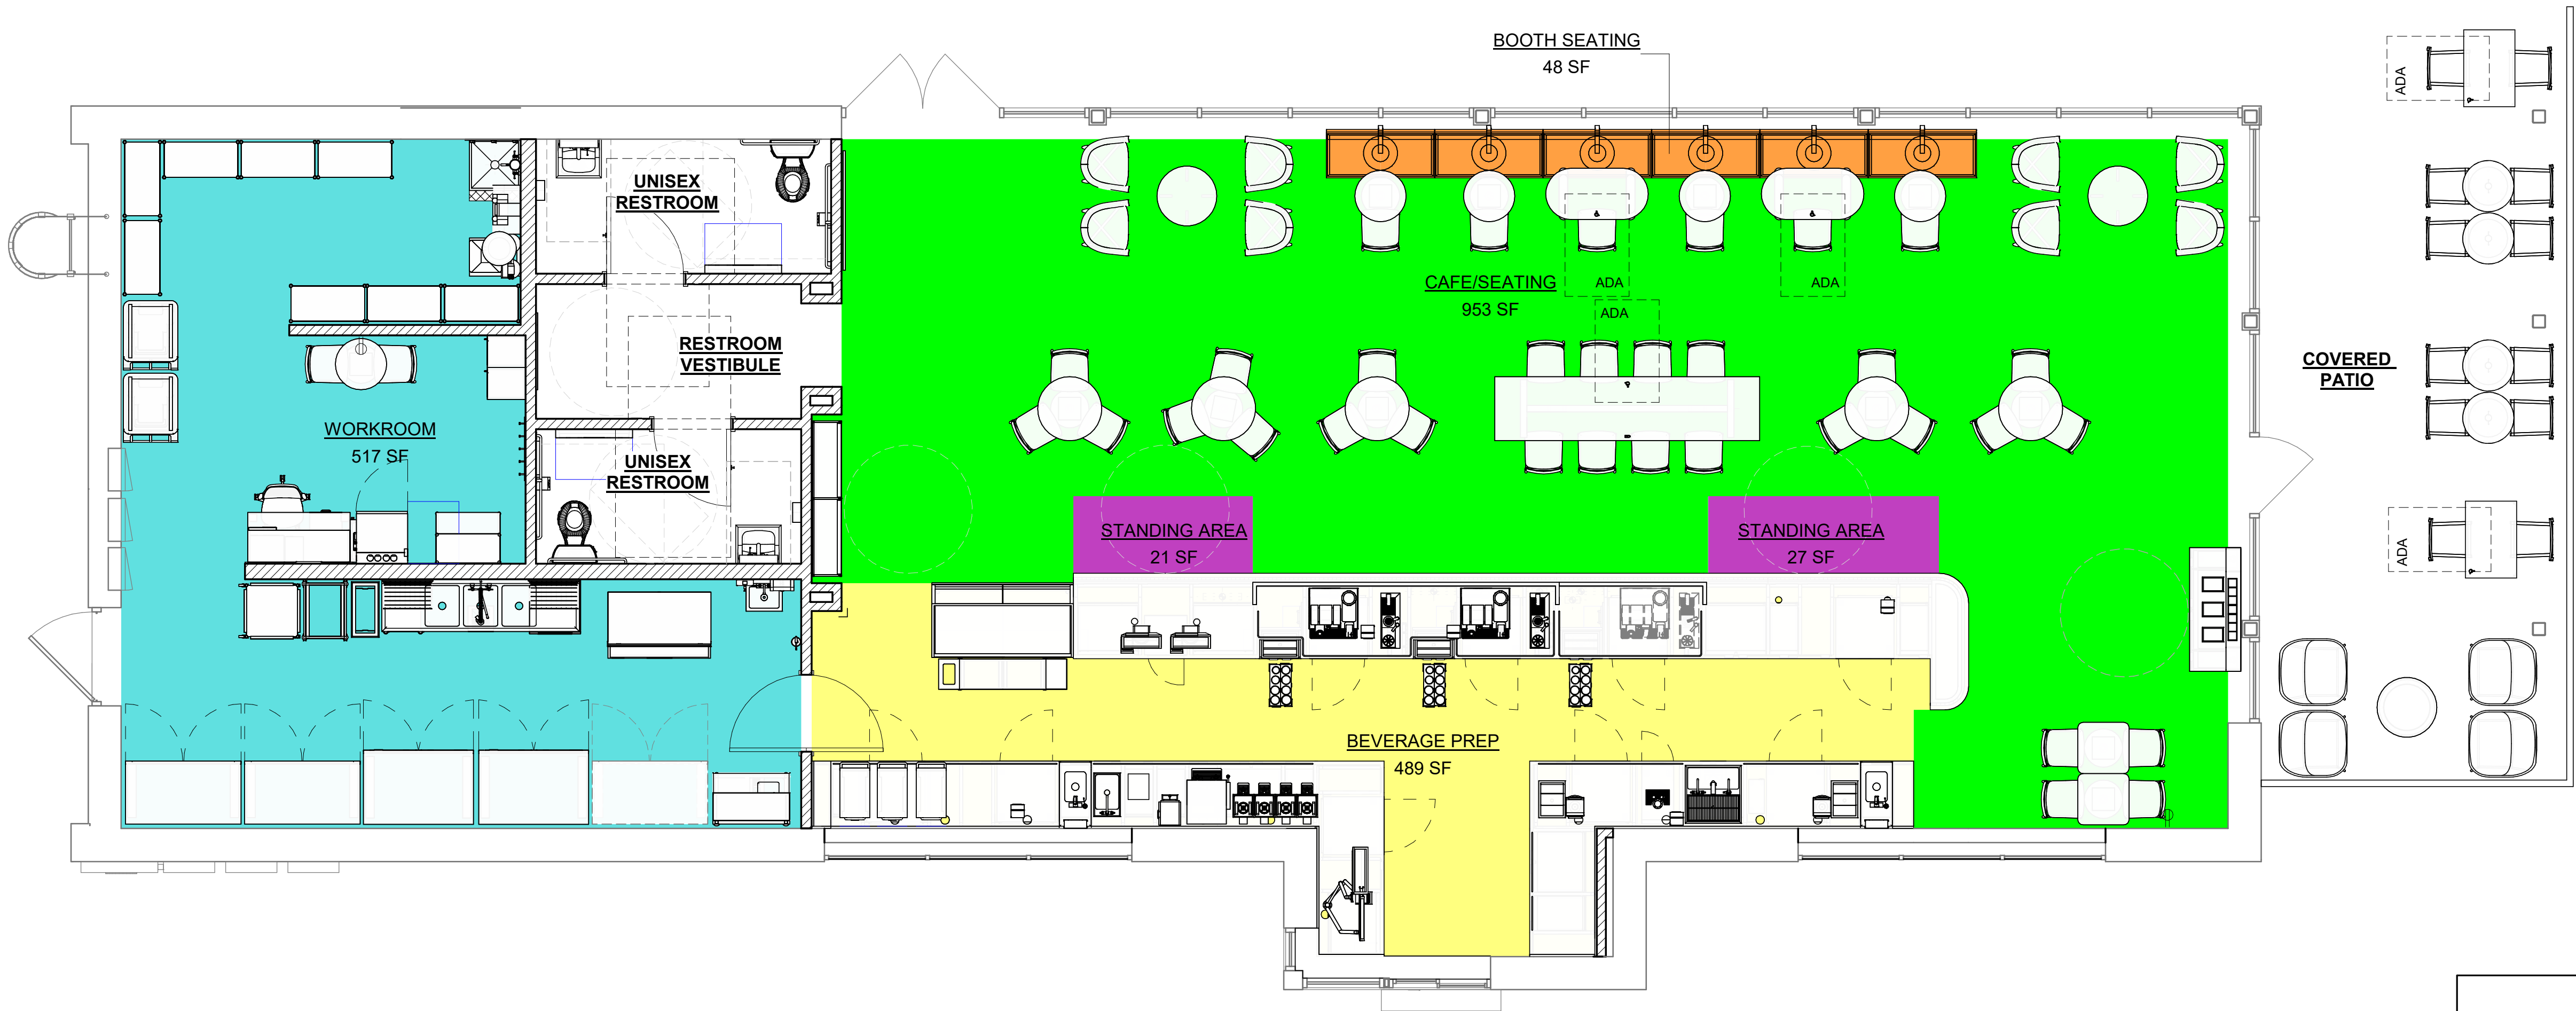 BOOTH SEATING
48 SF
ADA
UNISEX
RESTROOM
CAFE/SEATING
953 SF
ADA
ADA
ADA
RESTROOM
VESTIBULE
COVERED
PATIO
WORKROOM
517 SF
UNISEX
RESTROOM
STANDING AREA
21 SF
STANDING AREA
27 SF
ADA
BEVERAGE PREP
489 SF